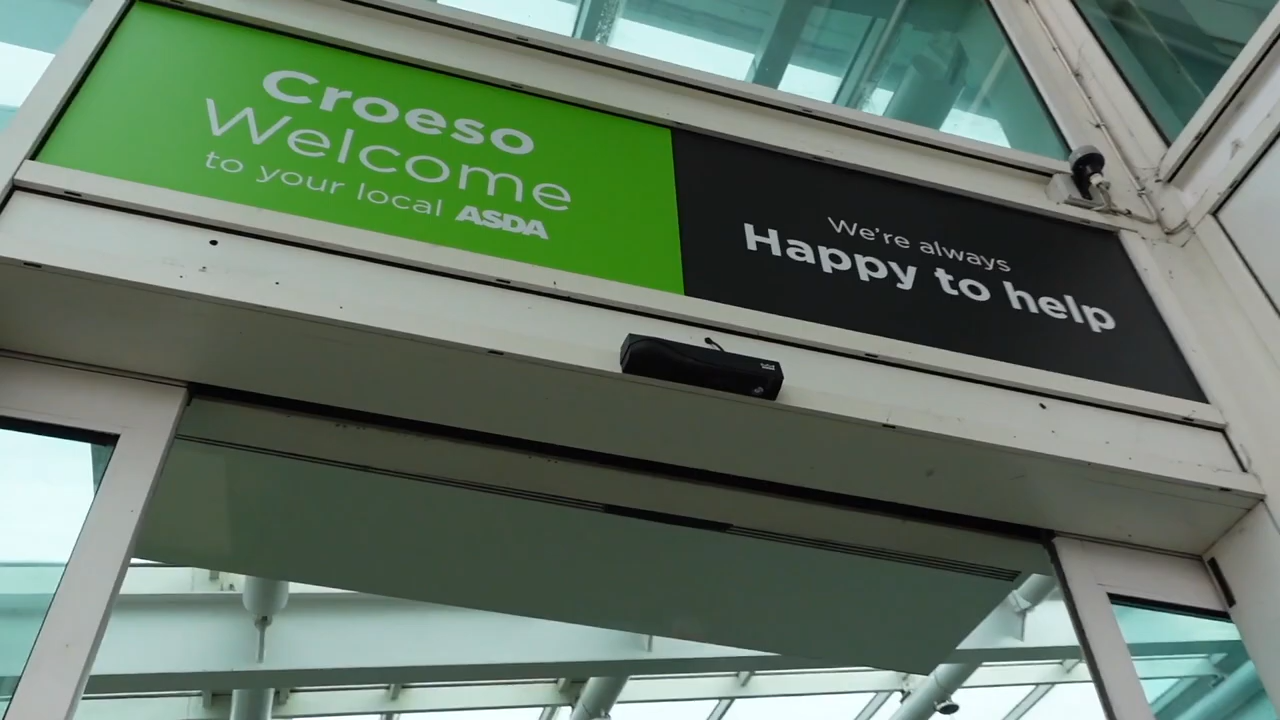 Croeso
Welcome
to your local ASDA
We're always
Happy to help